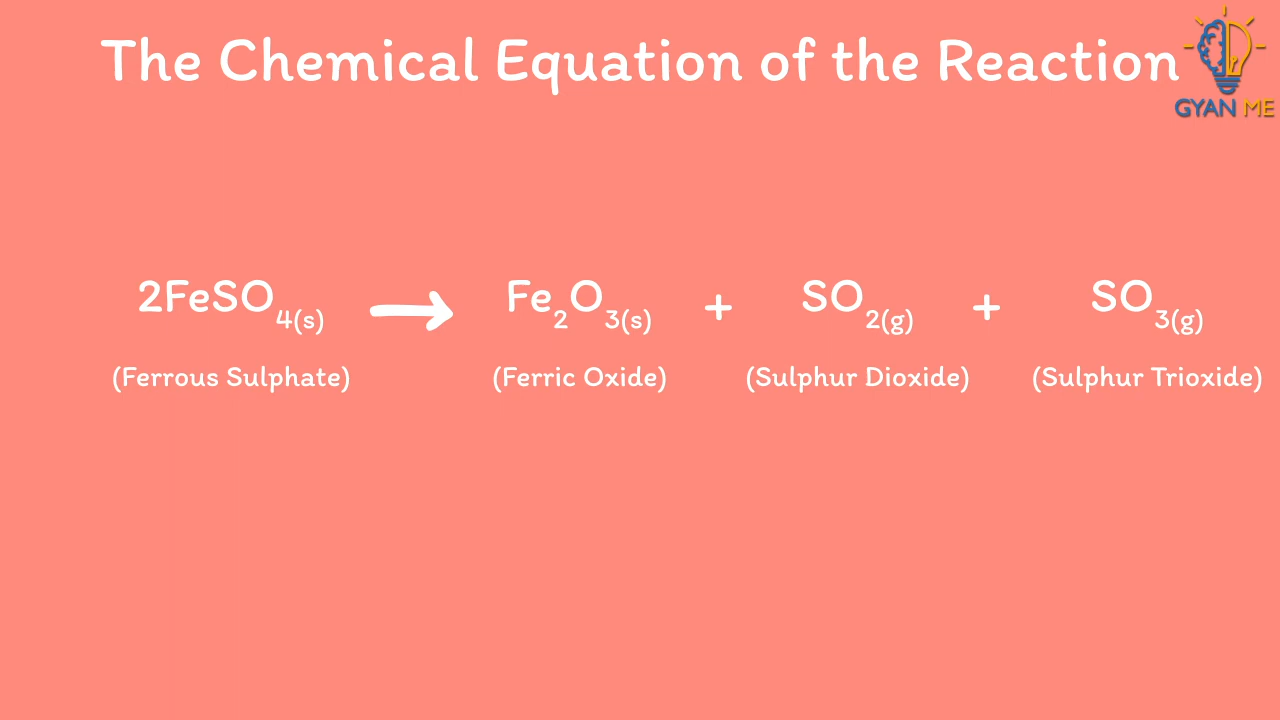 The Chemical Equation of the Reaction
GYAN ME
2FeSO₄₍ₛ₎ → Fe₂O₃₍ₛ₎ + SO₂(g) + SO₃(g)
(Ferrous Sulphate) (Ferric Oxide) (Sulphur Dioxide) (Sulphur Trioxide)